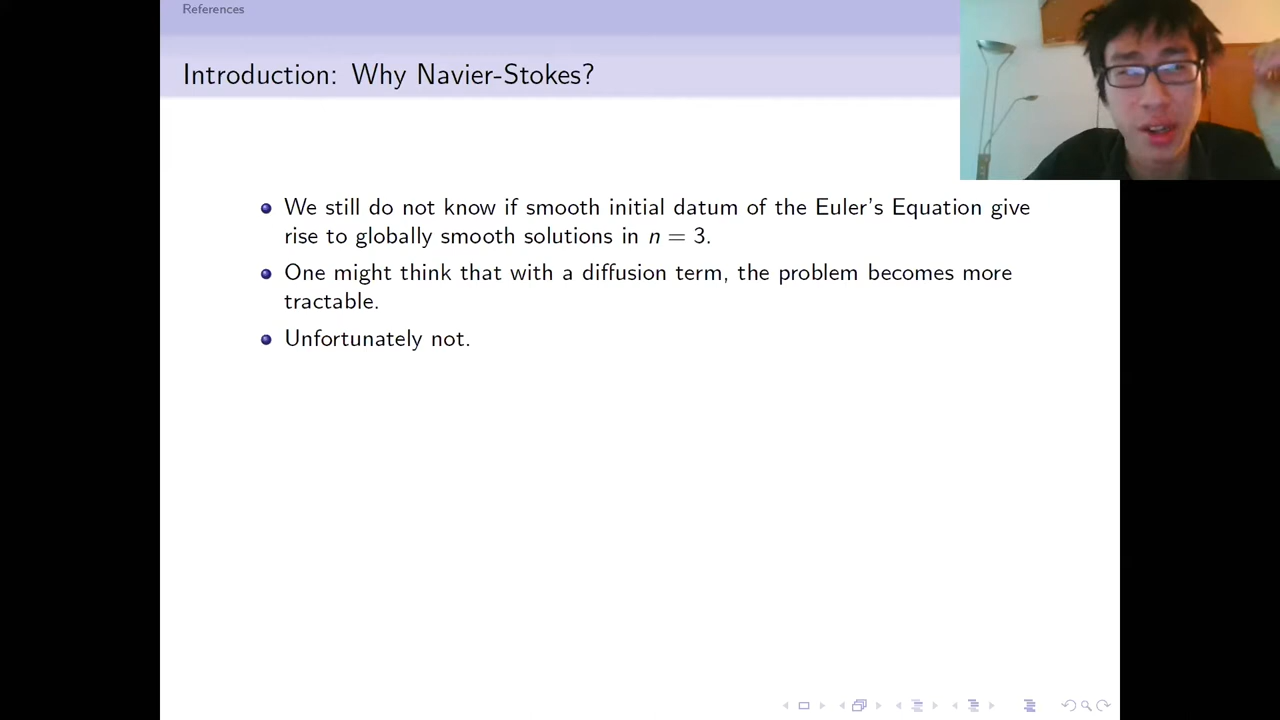 References
Introduction: Why Navier-Stokes?
We still do not know if smooth initial datum of the Euler's Equation give
rise to globally smooth solutions in n = 3.
One might think that with a diffusion term, the problem becomes more
tractable.
Unfortunately not.